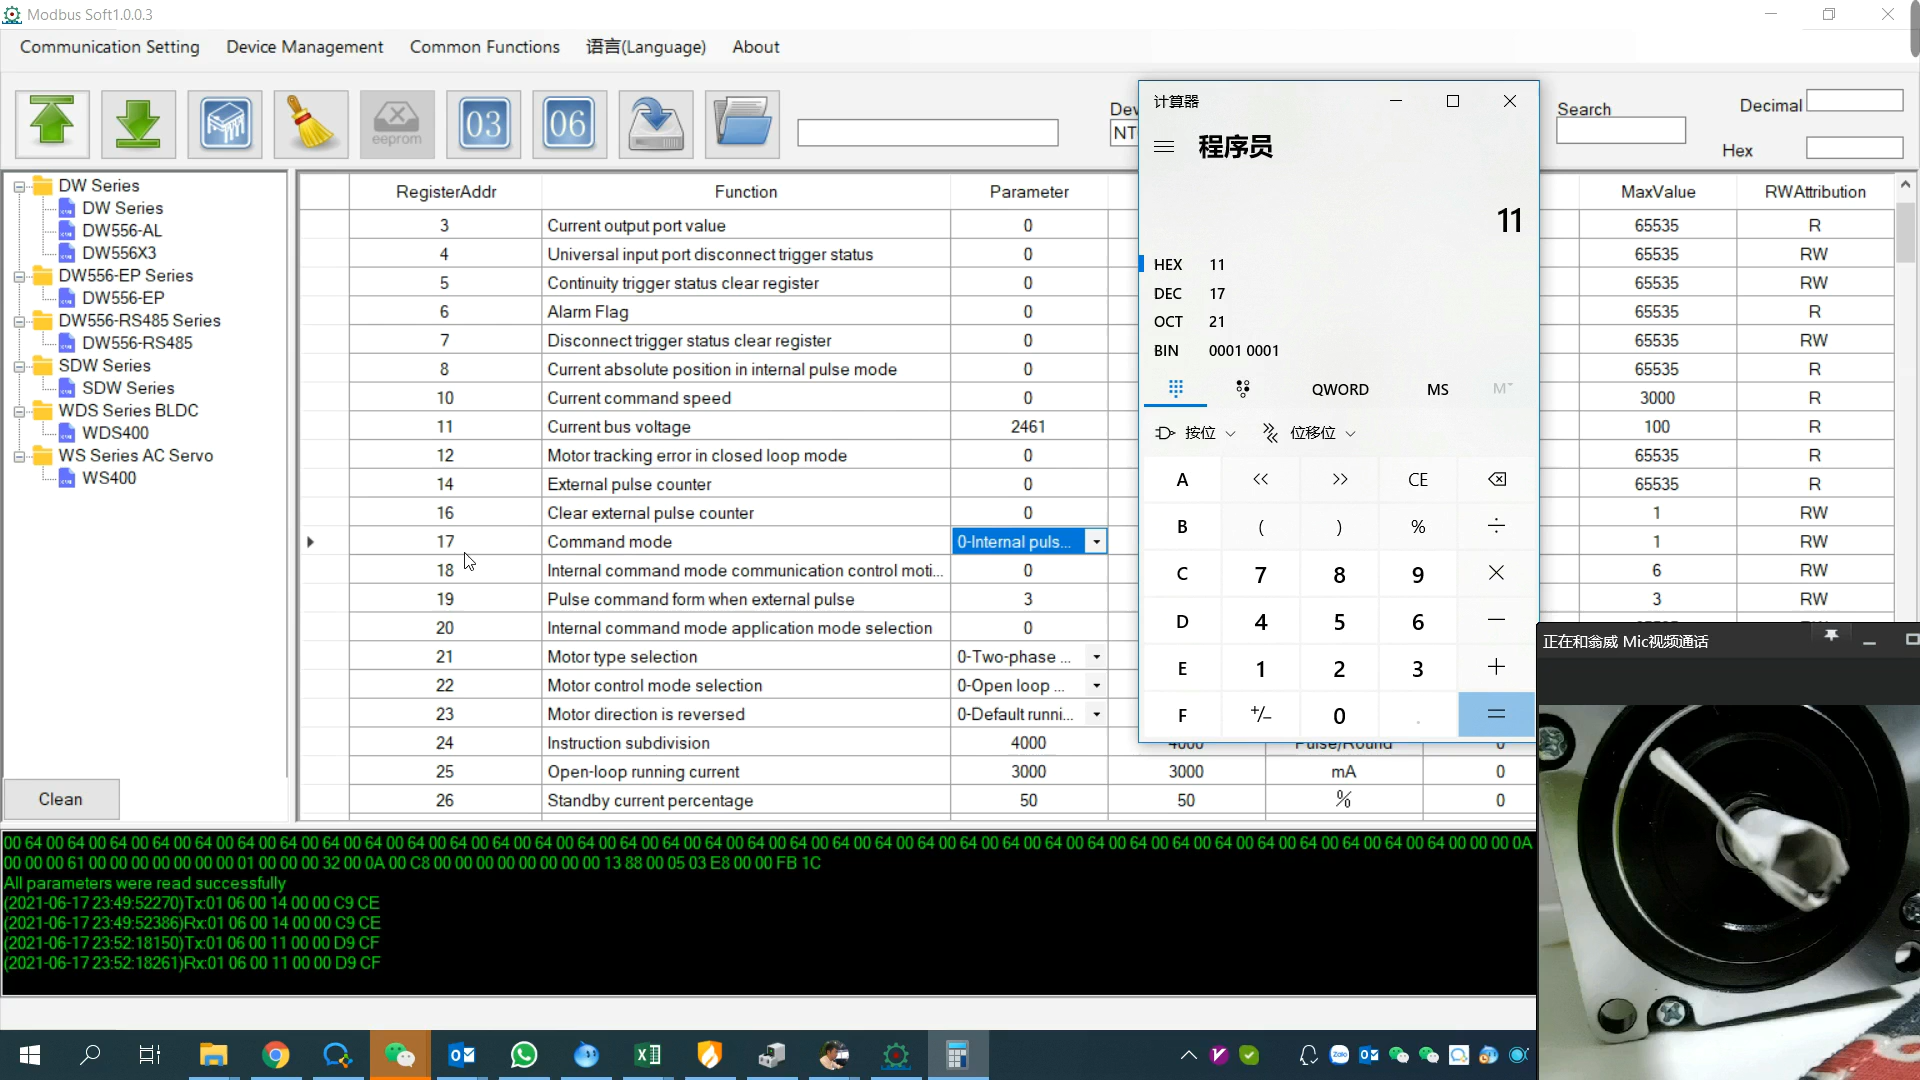 Modbus Soft1.0.0.3
Communication Setting Device Management Common Functions 语言(Language) About
eeprom 03 06
Search
Decimal
Hex
NT
DW Series
DW Series
DW556-AL
DW556X3
DW556-EP Series
DW556-EP
DW556-RS485 Series
DW556-RS485
SDW Series
SDW Series
WDS Series BLDC
WDS400
WS Series AC Servo
WS400
Clean
RegisterAddr Function Parameter MaxValue RWAttribution
3 Current output port value 0 65535 R
4 Universal input port disconnect trigger status 0 65535 RW
5 Continuity trigger status clear register 0 65535 RW
6 Alarm Flag 0 65535 R
7 Disconnect trigger status clear register 0 65535 RW
8 Current absolute position in internal pulse mode 0 65535 R
10 Current command speed 0 3000 R
11 Current bus voltage 2461 100 R
12 Motor tracking error in closed loop mode 0 65535 R
14 External pulse counter 0 65535 R
16 Clear external pulse counter 0 1 RW
17 Command mode 0-Internal puls... 1 RW
18 Internal command mode communication control moti... 0 6 RW
19 Pulse command form when external pulse 3 3 RW
20 Internal command mode application mode selection 0
21 Motor type selection 0-Two-phase ...
22 Motor control mode selection 0-Open loop ...
23 Motor direction is reversed 0-Default runni...
24 Instruction subdivision 4000 4000 Pulse/Round 0
25 Open-loop running current 3000 3000 mA 0
26 Standby current percentage 50 50 % 0
计算器
程序员
11
HEX 11
DEC 17
OCT 21
BIN 0001 0001
QWORD MS M
按位 位移位
A << >> CE
B ( ) % ÷
C 7 8 9 ×
D 4 5 6 −
E 1 2 3 +
F +/− 0 . =
正在和翁威 Mic视频通话
00 64 00 64 00 64 00 64 00 64 00 64 00 64 00 64 00 64 00 64 00 64 00 64 00 64 00 64 00 64 00 64 00 64 00 64 00 64 00 64 00 64 00 64 00 64 00 64 00 64 00 64 00 64 00 64 00 64 00 64 00 64 00 64 00 64 00 64 00 64 00 00 00 0A
00 00 00 61 00 00 00 00 00 00 00 01 00 00 00 32 00 0A 00 C8 00 00 00 00 00 00 00 00 13 88 00 05 03 E8 00 00 FB 1C
All parameters were read successfully
(2021-06-17 23:49:52270)Tx:01 06 00 14 00 00 C9 CE
(2021-06-17 23:49:52386)Rx:01 06 00 14 00 00 C9 CE
(2021-06-17 23:52:18150)Tx:01 06 00 11 00 00 D9 CF
(2021-06-17 23:52:18261)Rx:01 06 00 11 00 00 D9 CF